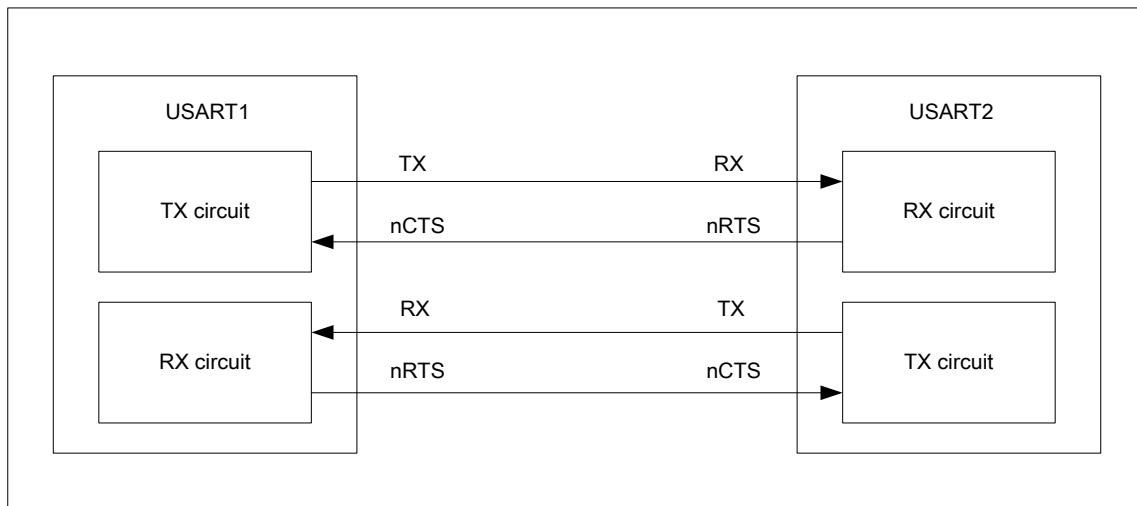 USART1 USART2
TX RX
TX circuit RX circuit
nCTS nRTS
RX TX
RX circuit TX circuit
nRTS nCTS